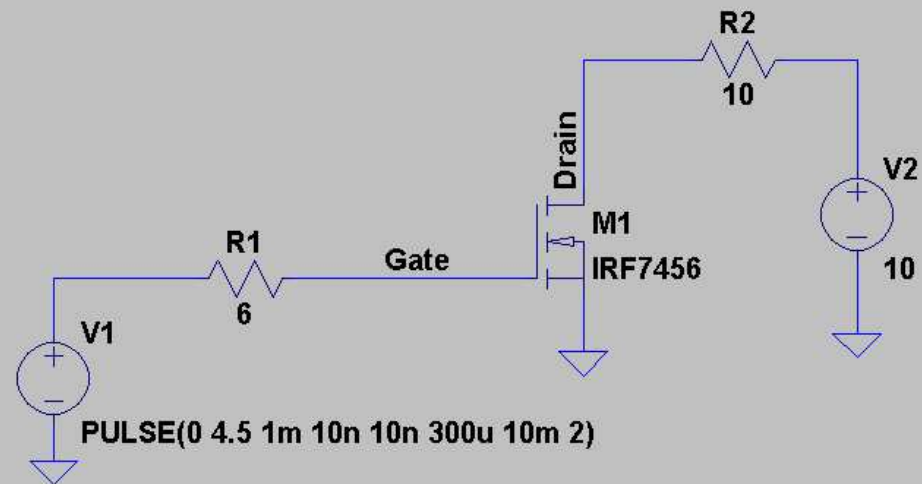 R2
10
Drain
V2
M1
R1
Gate
IRF7456
10
6
V1
PULSE(0 4.5 1m 10n 10n 300u 10m 2)